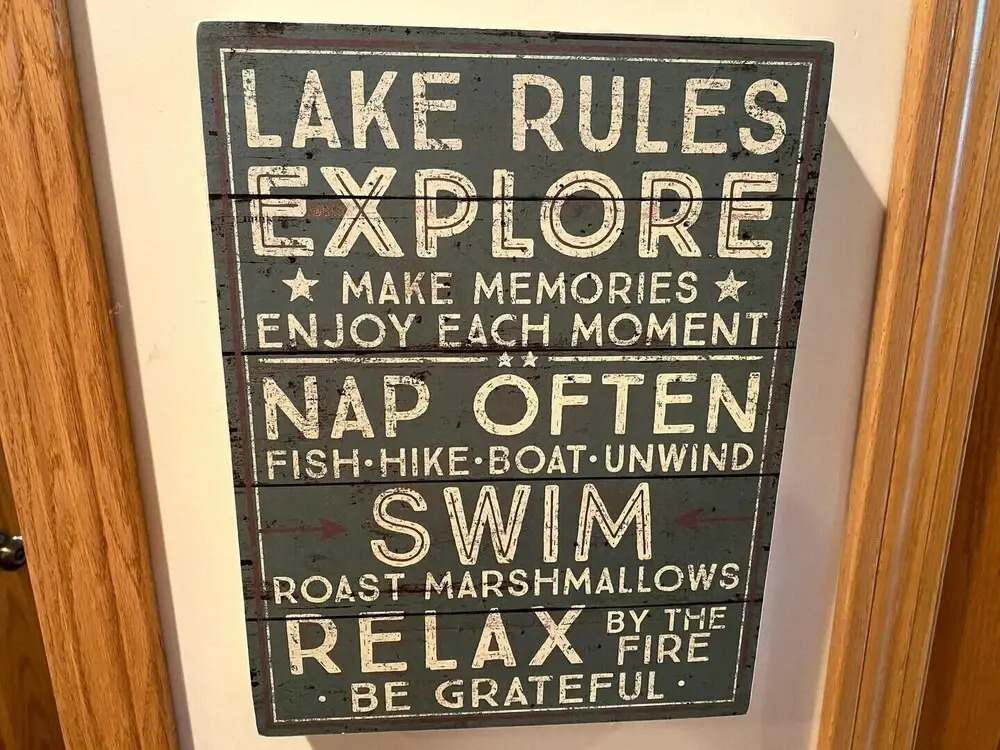 LAKE RULES
EXPLORE
MAKE MEMORIES
ENJOY EACH MOMENT
NAP OFTEN
FISH·HIKE·BOAT·UNWIND
SWIM
ROAST MARSHMALLOWS
RELAX BY THE FIRE
· BE GRATEFUL ·